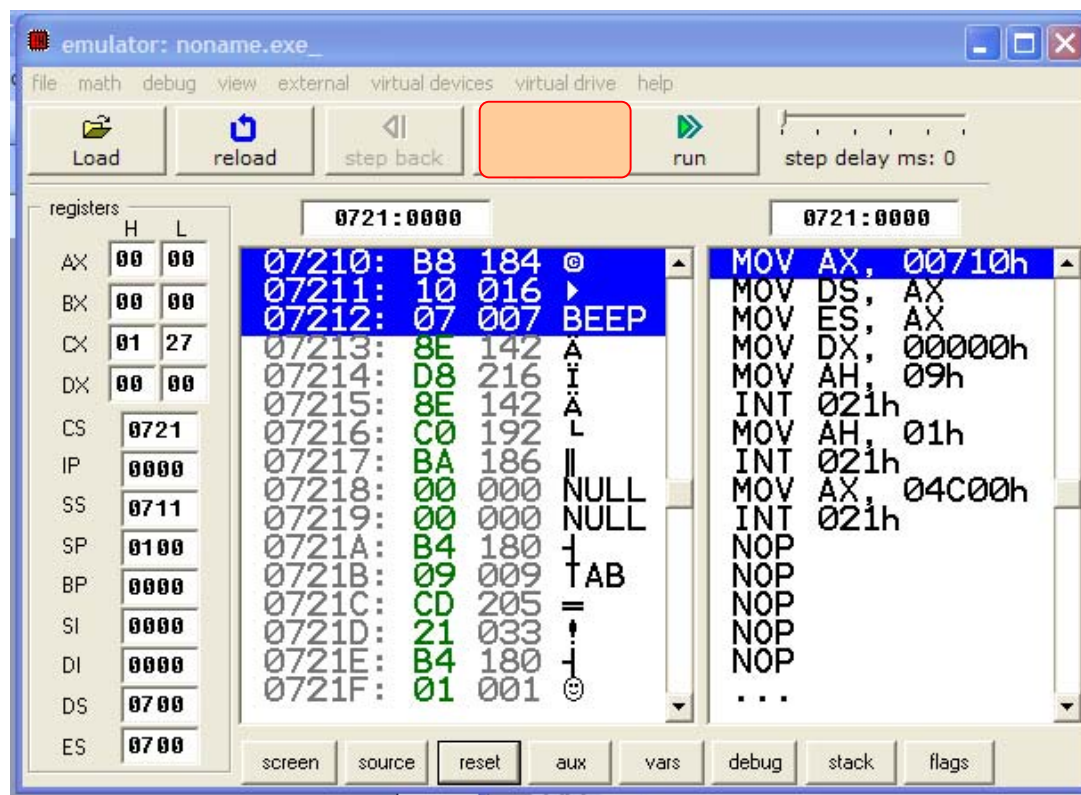 emulator: noname.exe_
file math debug view external virtual devices virtual drive help
Load reload step back run step delay ms: 0
registers
H L
0721:0000 0721:0000
AX 00 00
BX 00 00
CX 01 27
DX 00 00
CS 0721
IP 0000
SS 0711
SP 0100
BP 0000
SI 0000
DI 0000
DS 0700
ES 0700
07210: B8 184
07211: 10 016
07212: 07 007 BEEP
07213: 8E 142 Ä
07214: D8 216 Ï
07215: 8E 142 Ä
07216: C0 192 └
07217: BA 186 ║
07218: 00 000 NULL
07219: 00 000 NULL
0721A: B4 180 ┤
0721B: 09 009 TAB
0721C: CD 205 =
0721D: 21 033 !
0721E: B4 180 ┤
0721F: 01 001 ☺
MOV AX, 00710h
MOV DS, AX
MOV ES, AX
MOV DX, 00000h
MOV AH, 09h
INT 021h
MOV AH, 01h
INT 021h
MOV AX, 04C00h
INT 021h
NOP
NOP
NOP
NOP
NOP
...
screen source reset aux vars debug stack flags